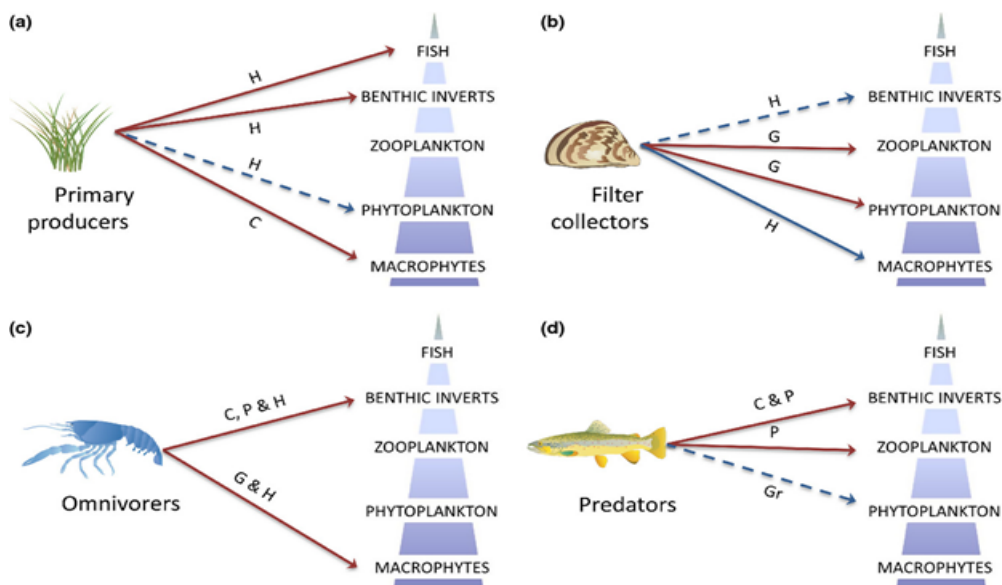 (a)
FISH
H
BENTHIC INVERTS
H
ZOOPLANKTON
H
Primary
producers
PHYTOPLANKTON
C
MACROPHYTES
(b)
FISH
H
BENTHIC INVERTS
G
ZOOPLANKTON
G
Filter
collectors
PHYTOPLANKTON
H
MACROPHYTES
(c)
FISH
C, P & H
BENTHIC INVERTS
ZOOPLANKTON
G & H
Omnivorers
PHYTOPLANKTON
MACROPHYTES
(d)
FISH
C & P
BENTHIC INVERTS
P
ZOOPLANKTON
Gr
Predators
PHYTOPLANKTON
MACROPHYTES